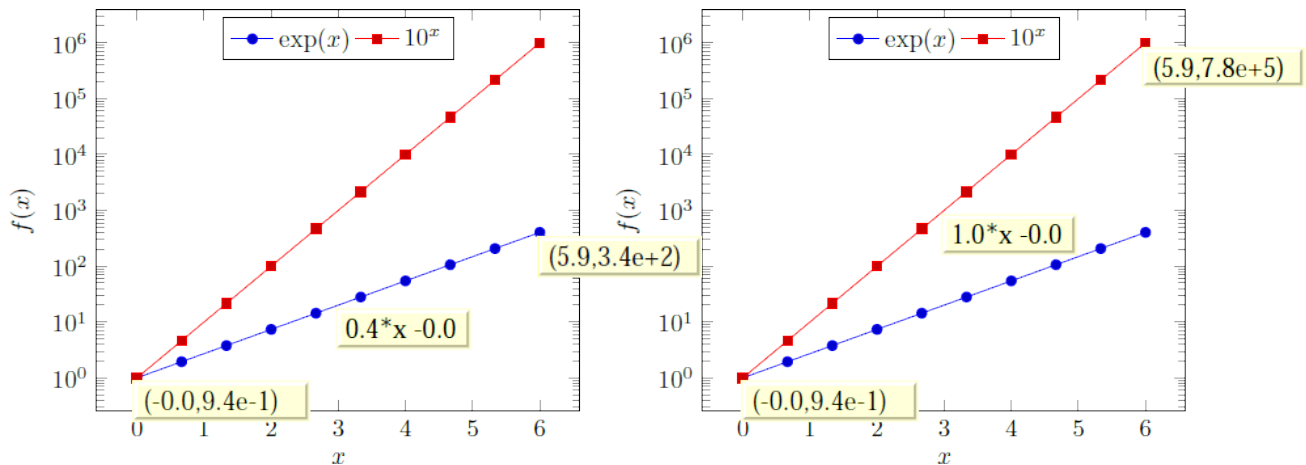 exp(x) 10^x
10^6
10^5
10^4
10^3
10^2
10^1
10^0
f(x)
(5.9,3.4e+2)
0.4*x -0.0
(-0.0,9.4e-1)
0 1 2 3 4 5 6
x
exp(x) 10^x
10^6
10^5
10^4
10^3
10^2
10^1
10^0
f(x)
(5.9,7.8e+5)
1.0*x -0.0
(-0.0,9.4e-1)
0 1 2 3 4 5 6
x